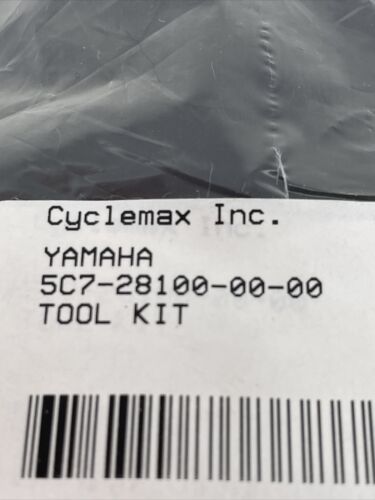 Cyclemax Inc.
YAMAHA
5C7-28100-00-00
TOOL KIT